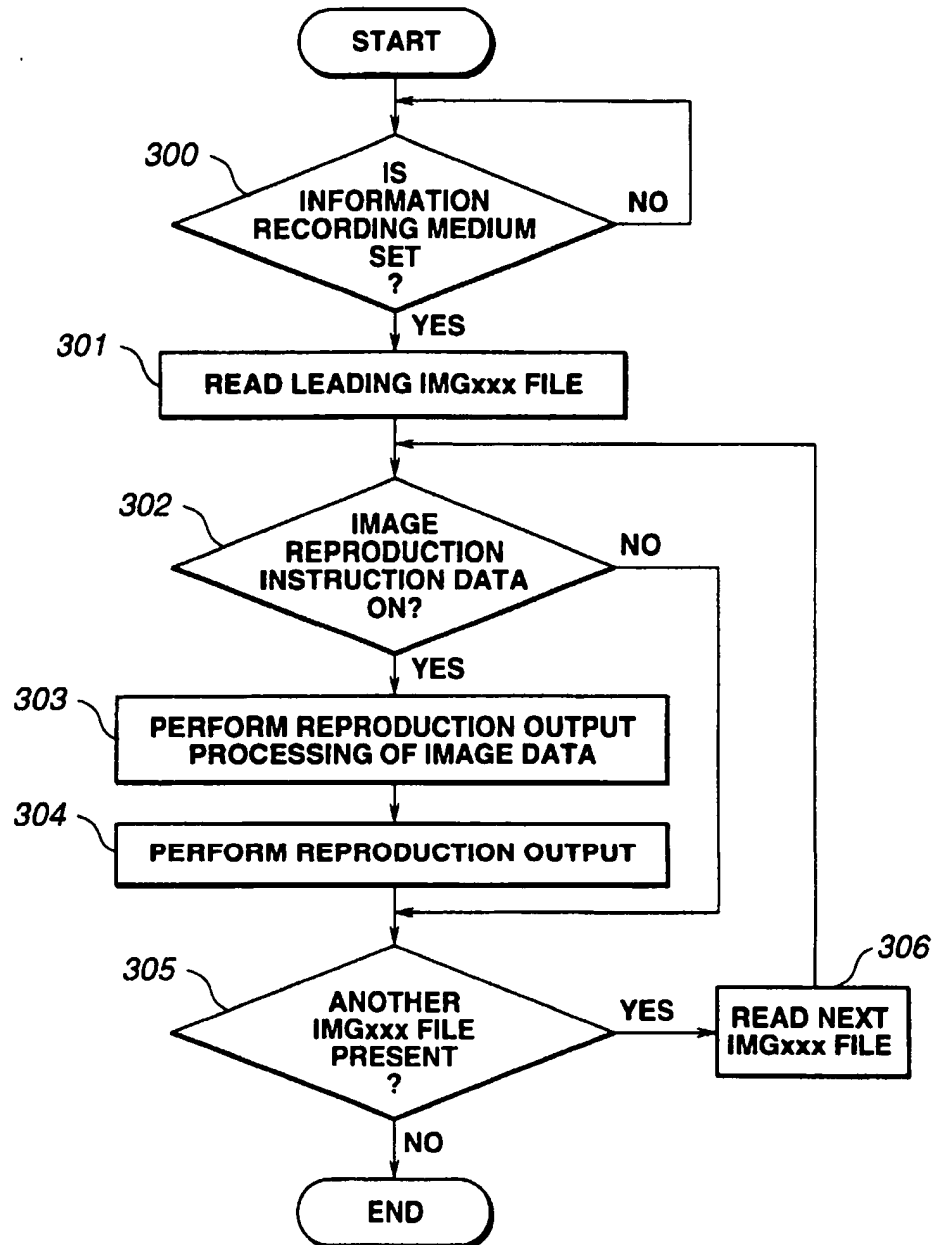 START
300
IS
INFORMATION
RECORDING MEDIUM
SET
?
NO
YES
301
READ LEADING IMGxxx FILE
302
IMAGE
REPRODUCTION
INSTRUCTION DATA
ON?
NO
YES
303
PERFORM REPRODUCTION OUTPUT
PROCESSING OF IMAGE DATA
304
PERFORM REPRODUCTION OUTPUT
305
ANOTHER
IMGxxx FILE
PRESENT
?
YES
306
READ NEXT
IMGxxx FILE
NO
END